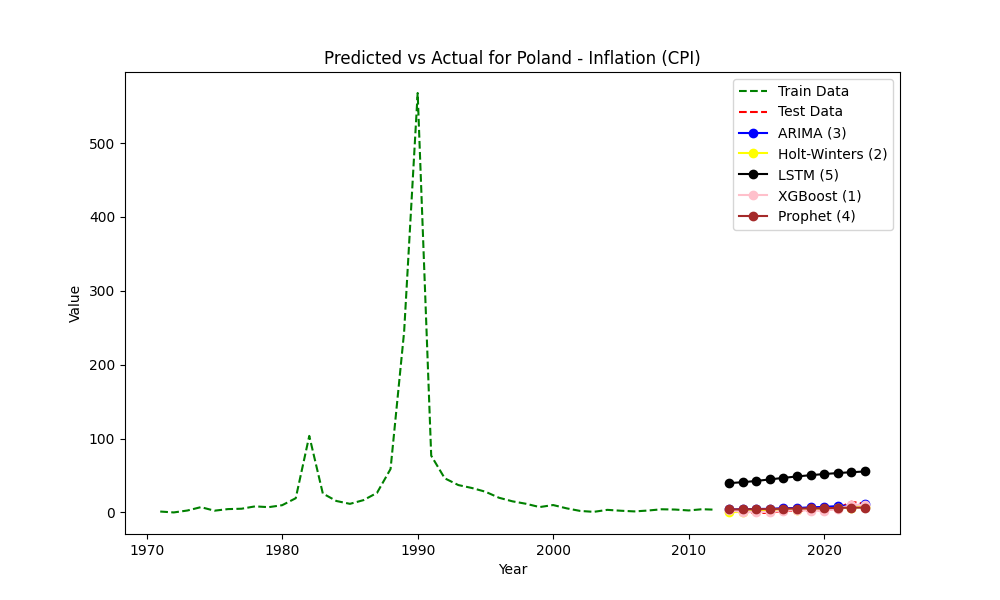 Predicted vs Actual for Poland - Inflation (CPI)
Train Data
Test Data
ARIMA (3)
Holt-Winters (2)
LSTM (5)
XGBoost (1)
Prophet (4)
500
400
300
200
100
0
Value
1970
1980
1990
2000
2010
2020
Year